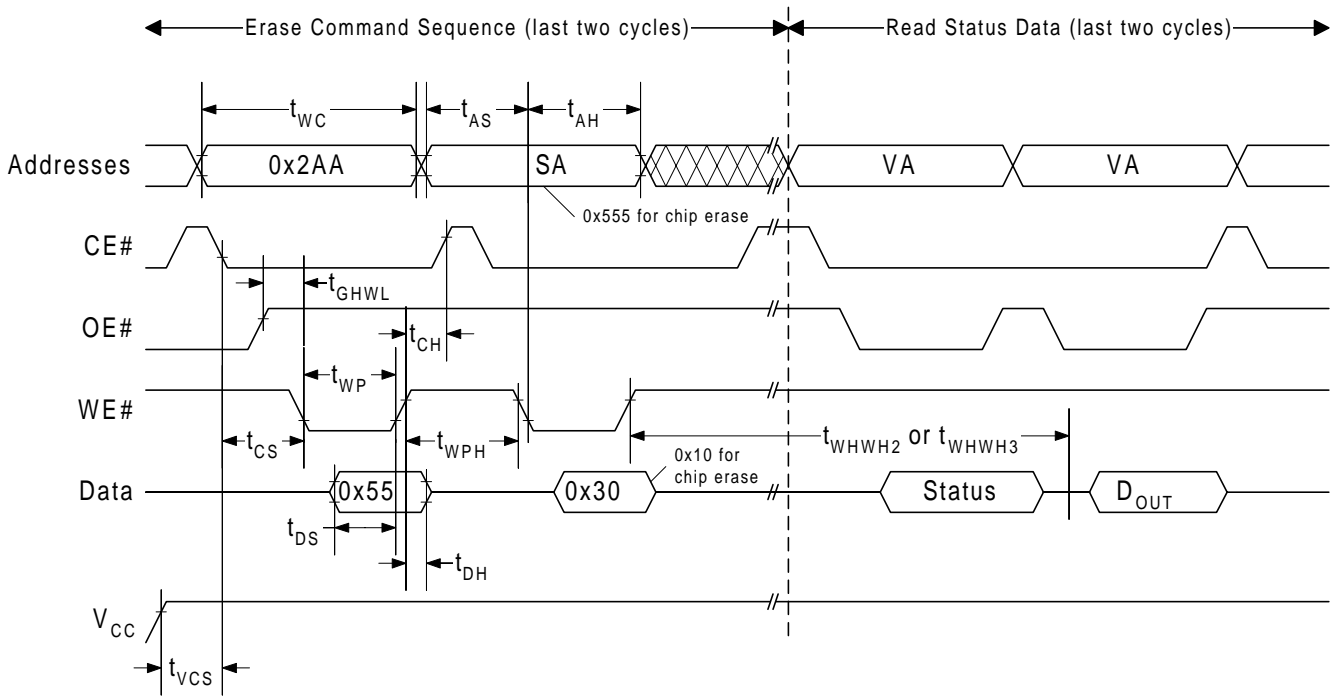 Erase Command Sequence (last two cycles)
Read Status Data (last two cycles)
tWC
tAS
tAH
Addresses
0x2AA
SA
VA
VA
0x555 for chip erase
CE#
tGHWL
OE#
tCH
tWP
WE#
tCS
tWPH
tWHWH2 or tWHWH3
0x10 for
chip erase
Data
0x55
0x30
Status
DOUT
tDS
tDH
VCC
tVCS